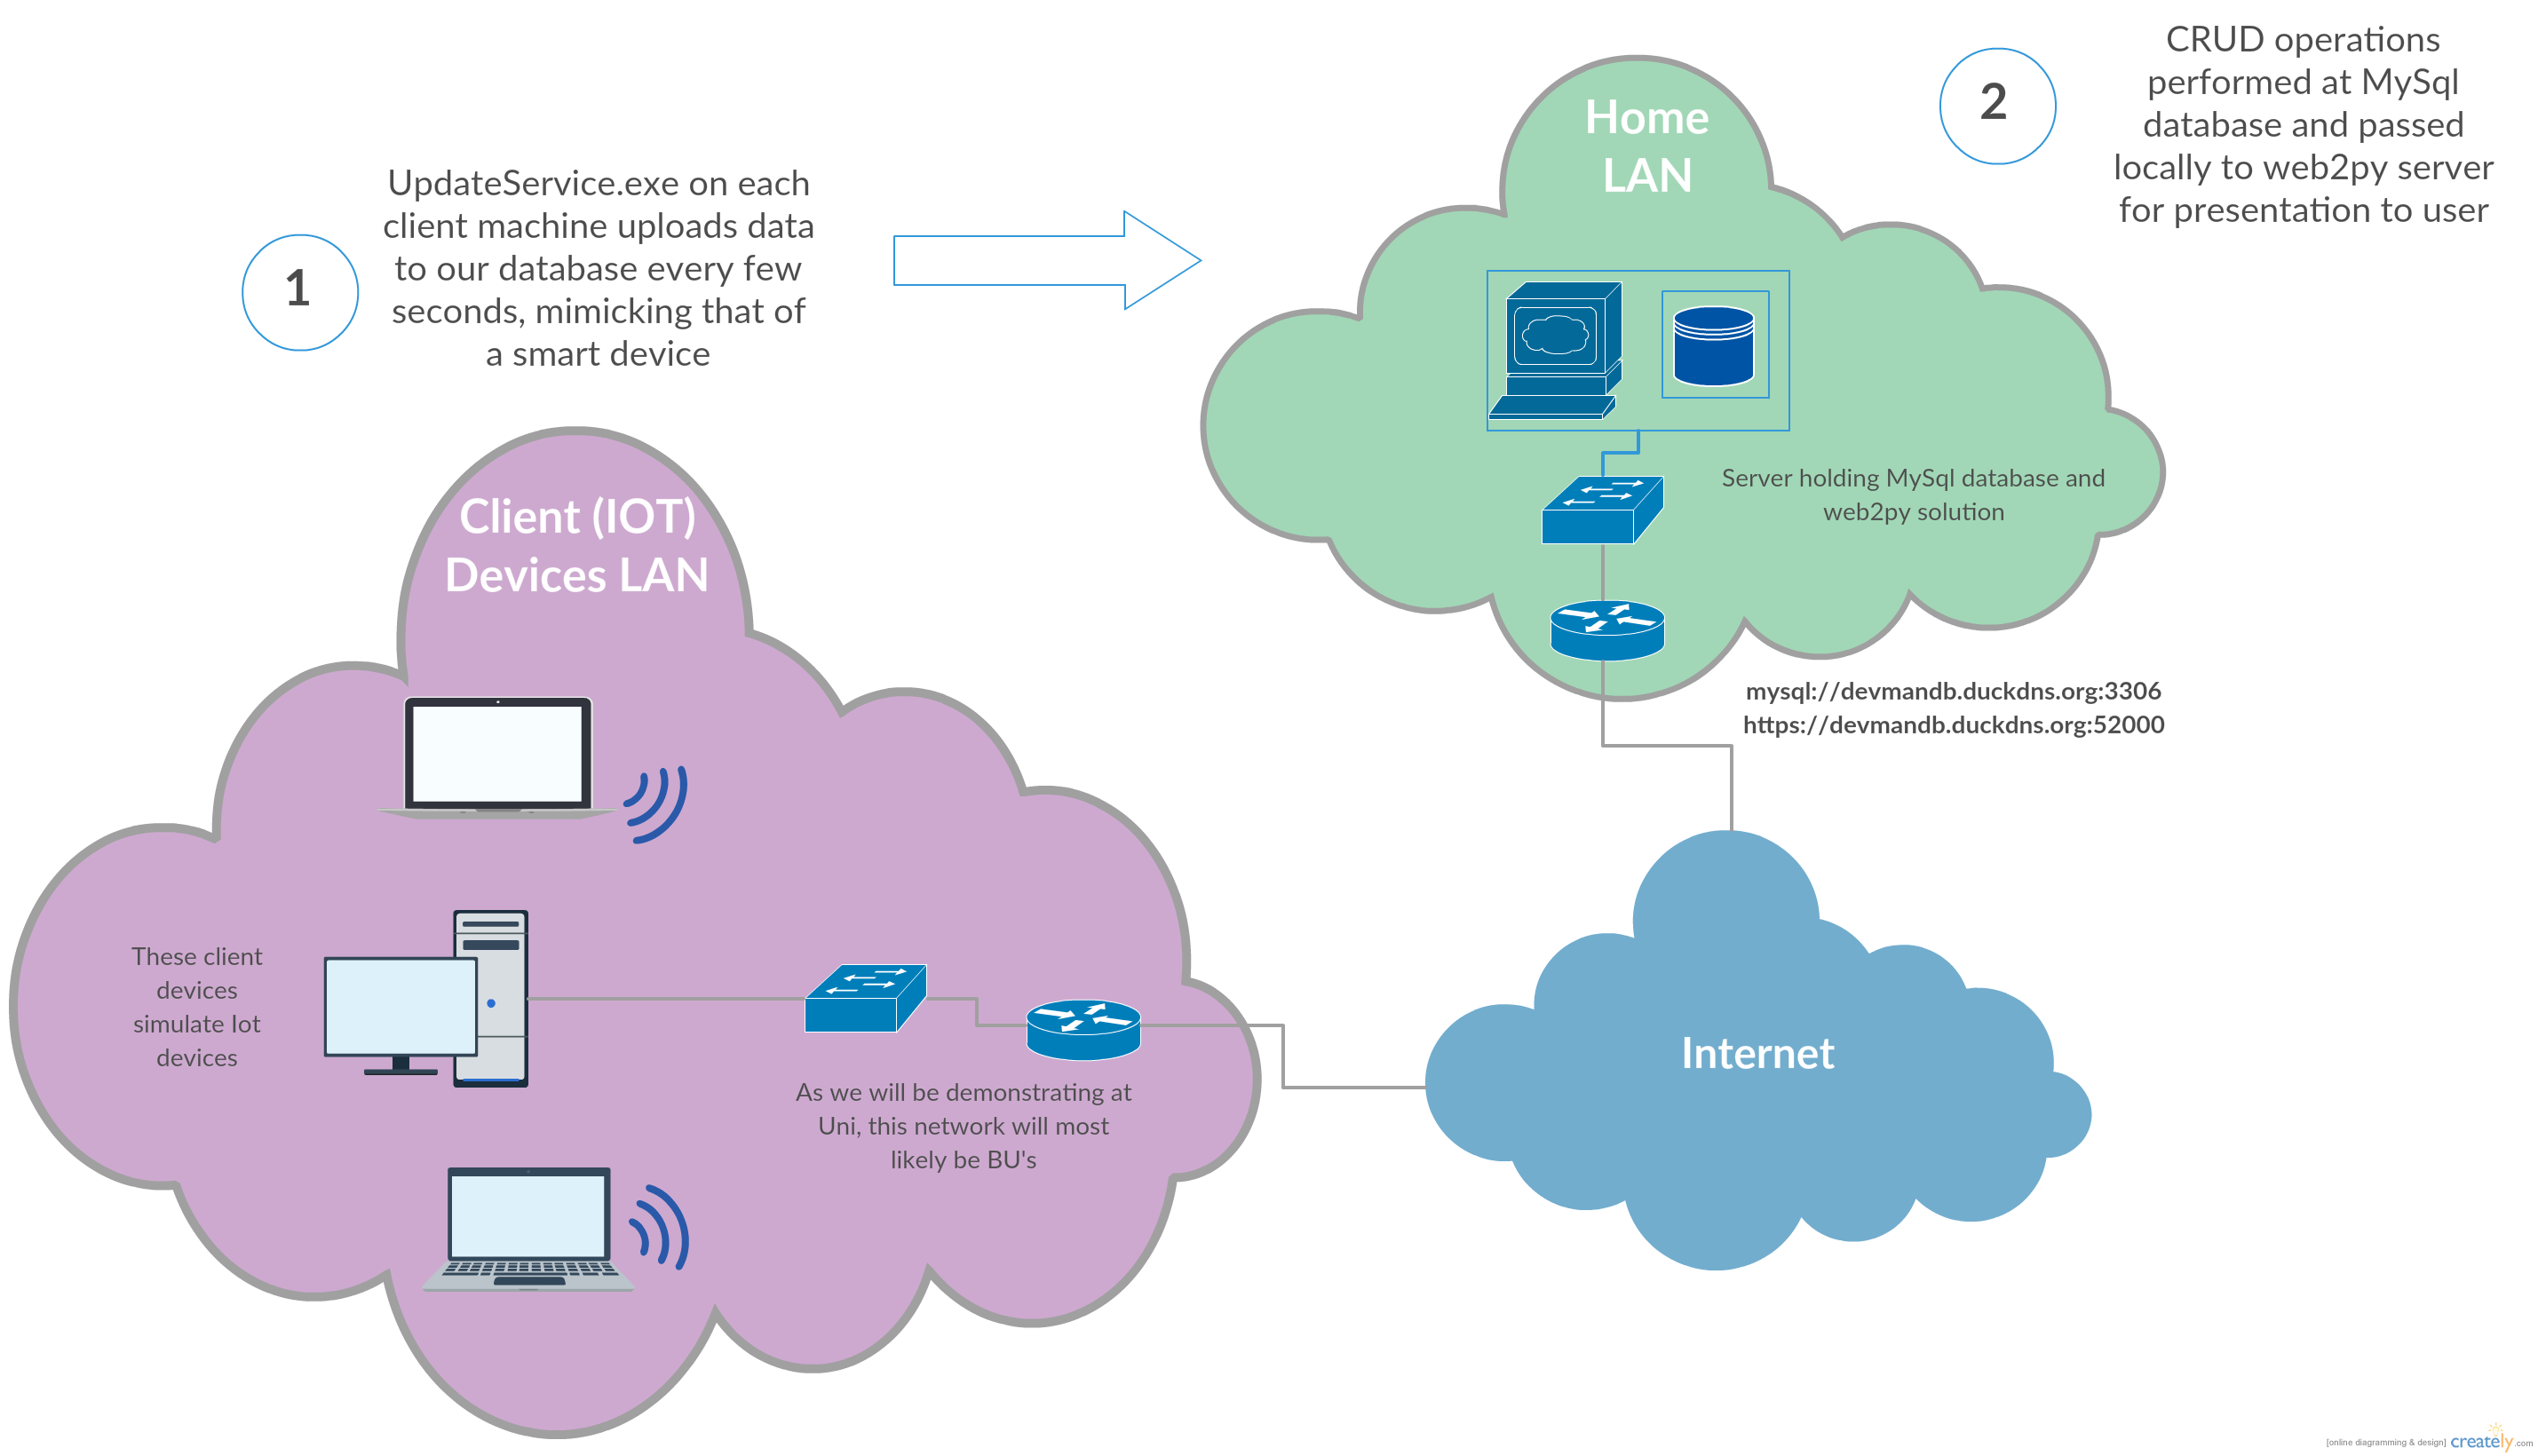 1
UpdateService.exe on each
client machine uploads data
to our database every few
seconds, mimicking that of
a smart device
2
CRUD operations
performed at MySql
database and passed
locally to web2py server
for presentation to user
Home
LAN
Server holding MySql database and
web2py solution
mysql://devmandb.duckdns.org:3306
https://devmandb.duckdns.org:52000
Client (IOT)
Devices LAN
These client
devices
simulate Iot
devices
As we will be demonstrating at
Uni, this network will most
likely be BU's
Internet
[online diagramming & design] creately.com